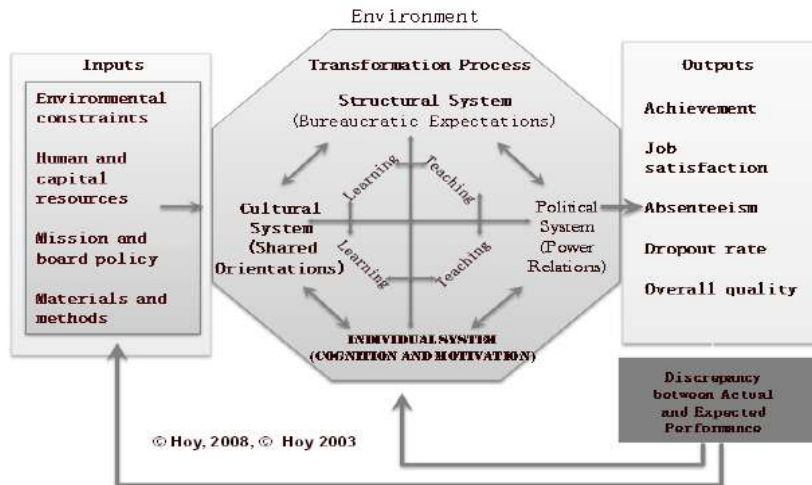 Environment
Inputs
Environmental
constraints
Human and
capital
resources
Mission and
board policy
Materials and
methods
Transformation Process
Structural System
(Bureaucratic Expectations)
Learning
Teaching
Cultural
System
(Shared
Orientations)
Political
System
(Power
Relations)
Learning
Teaching
INDIVIDUAL SYSTEM
(COGNITION AND MOTIVATION)
Outputs
Achievement
Job
satisfaction
Absenteeism
Dropout rate
Overall quality
Discrepancy
between Actual
and Expected
Performance
© Hoy, 2008, © Hoy 2003